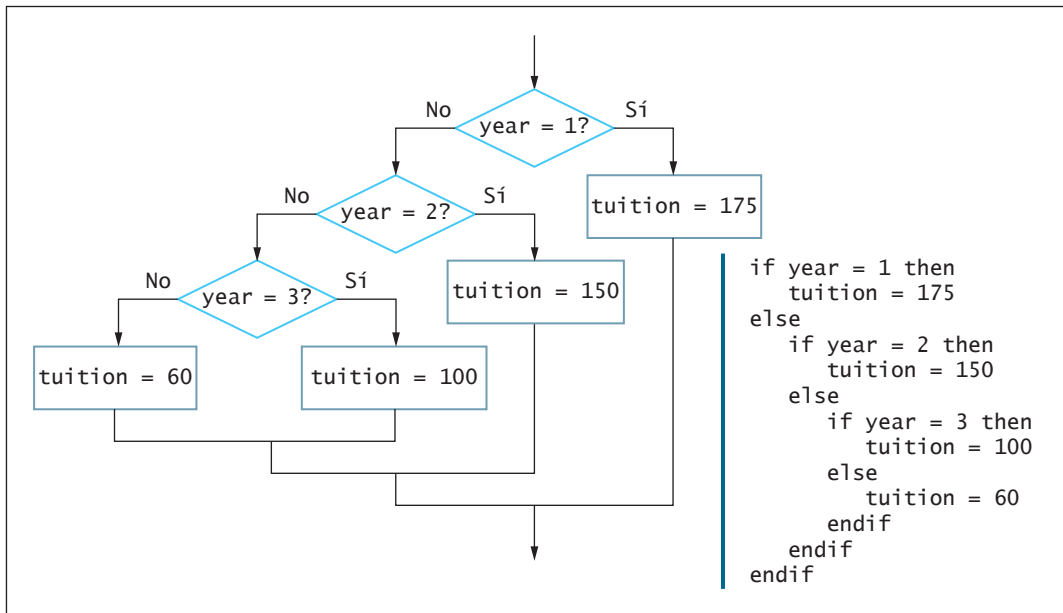 No
year = 1?
Sí
No
year = 2?
Sí
tuition = 175
No
year = 3?
Sí
tuition = 150
tuition = 60
tuition = 100
if year = 1 then
   tuition = 175
else
   if year = 2 then
      tuition = 150
   else
      if year = 3 then
         tuition = 100
      else
         tuition = 60
      endif
   endif
endif